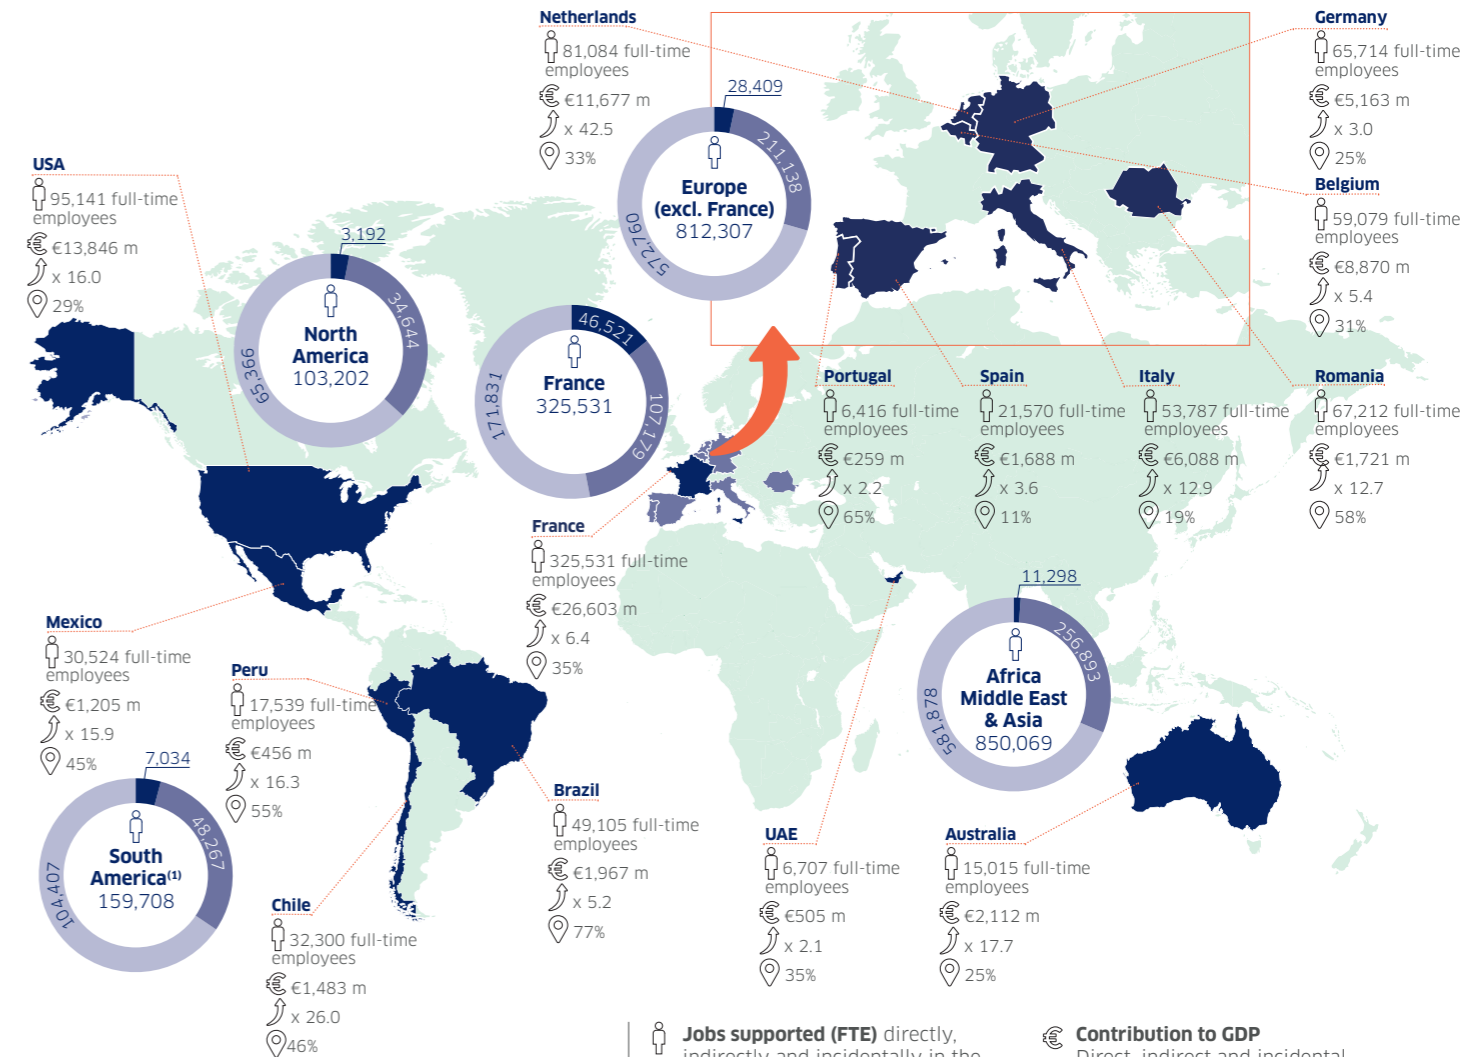 Netherlands
81,084 full-time
employees
€11,677 m
x 42.5
33%
Germany
65,714 full-time
employees
€5,163 m
x 3.0
25%
Belgium
59,079 full-time
employees
€8,870 m
x 5.4
31%
28,409
211,138
572,760
Europe
(excl. France)
812,307
USA
95,141 full-time
employees
€13,846 m
x 16.0
29%
3,192
34,644
65,366
North
America
103,202
46,521
107,179
171,831
France
325,531
Portugal
6,416 full-time
employees
€259 m
x 2.2
65%
Spain
21,570 full-time
employees
€1,688 m
x 3.6
11%
Italy
53,787 full-time
employees
€6,088 m
x 12.9
19%
Romania
67,212 full-time
employees
€1,721 m
x 12.7
58%
France
325,531 full-time
employees
€26,603 m
x 6.4
35%
Mexico
30,524 full-time
employees
€1,205 m
x 15.9
45%
Peru
17,539 full-time
employees
€456 m
x 16.3
55%
11,298
256,893
581,878
Africa
Middle East
& Asia
850,069
7,034
48,267
104,407
South
America(1)
159,708
Brazil
49,105 full-time
employees
€1,967 m
x 5.2
77%
UAE
6,707 full-time
employees
€505 m
x 2.1
35%
Australia
15,015 full-time
employees
€2,112 m
x 17.7
25%
Chile
32,300 full-time
employees
€1,483 m
x 26.0
46%
Jobs supported (FTE) directly,
indirectly and incidentally in the
Contribution to GDP
Direct, indirect and incidental